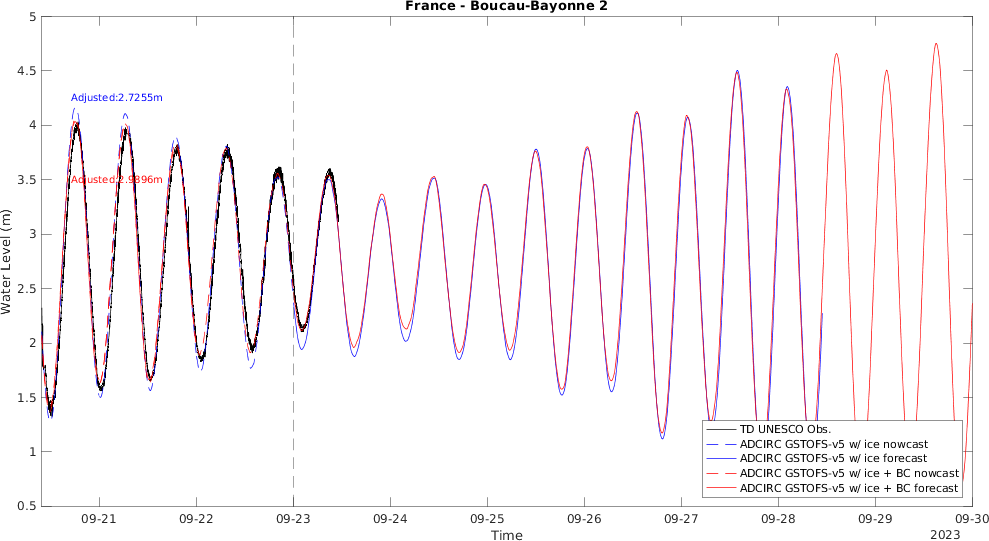 France - Boucau-Bayonne 2
5
4.5
4
3.5
3
2.5
2
1.5
1
0.5
Water Level (m)
Adjusted:2.7255m
Adjusted:2.9896m
TD UNESCO Obs.
ADCIRC GSTOFS-v5 w/ ice nowcast
ADCIRC GSTOFS-v5 w/ ice forecast
ADCIRC GSTOFS-v5 w/ ice + BC nowcast
ADCIRC GSTOFS-v5 w/ ice + BC forecast
09-21 09-22 09-23 09-24 09-25 09-26 09-27 09-28 09-29 09-30
2023
Time